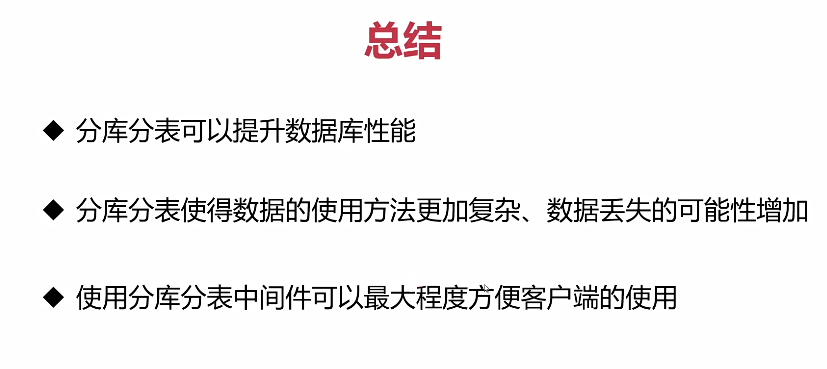 总结
◆ 分库分表可以提升数据库性能
◆ 分库分表使得数据的使用方法更加复杂、数据丢失的可能性增加
◆ 使用分库分表中间件可以最大程度方便客户端的使用